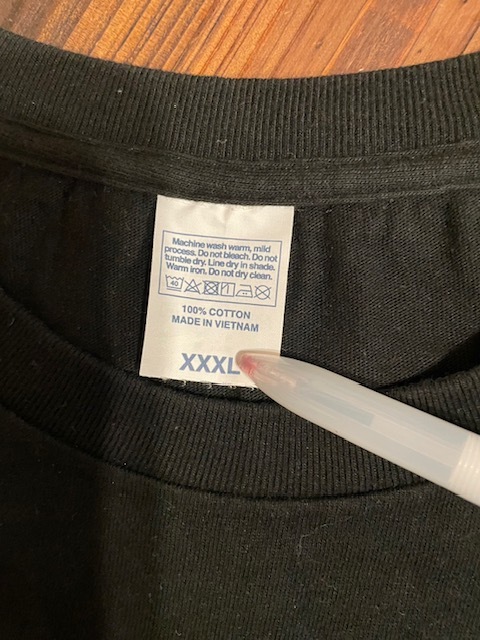 Machine wash warm, mild
process. Do not bleach. Do not
tumble dry. Line dry in shade.
Warm iron. Do not dry clean.
40
100% COTTON
MADE IN VIETNAM
XXXL